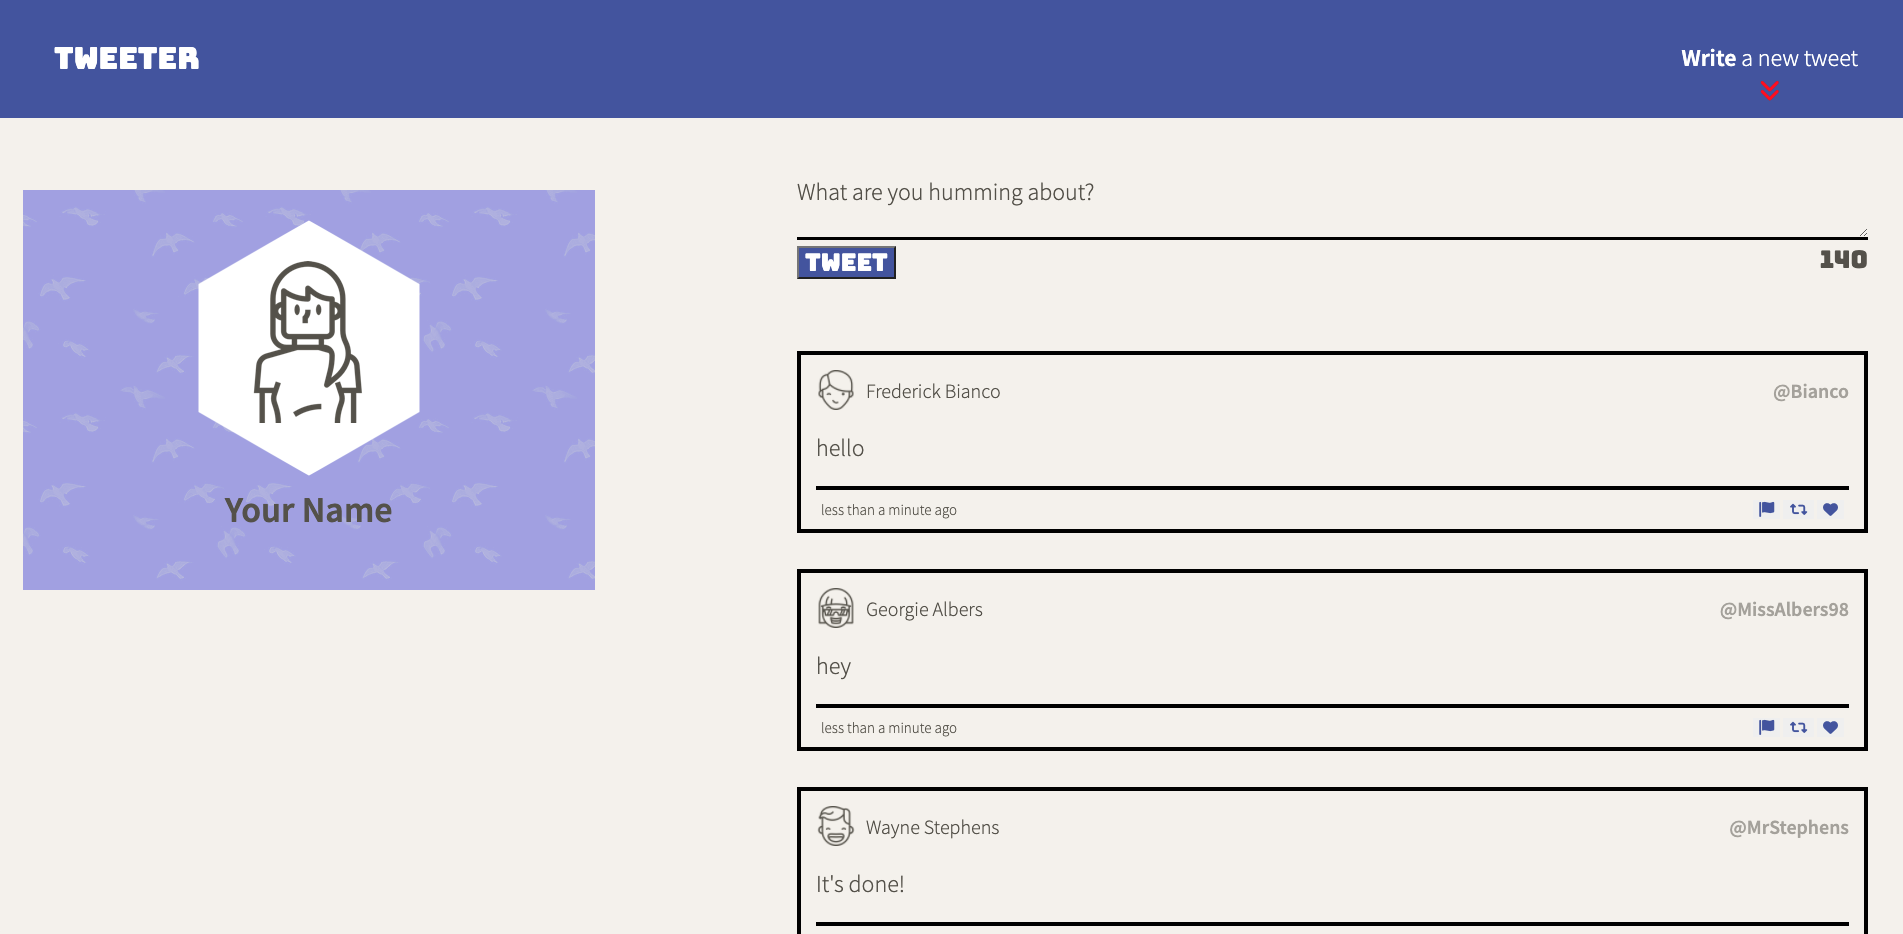 TWEETER
Write a new tweet
Your Name
What are you humming about?
TWEET
140
Frederick Bianco
@Bianco
hello
less than a minute ago
Georgie Albers
@MissAlbers98
hey
less than a minute ago
Wayne Stephens
@MrStephens
It's done!